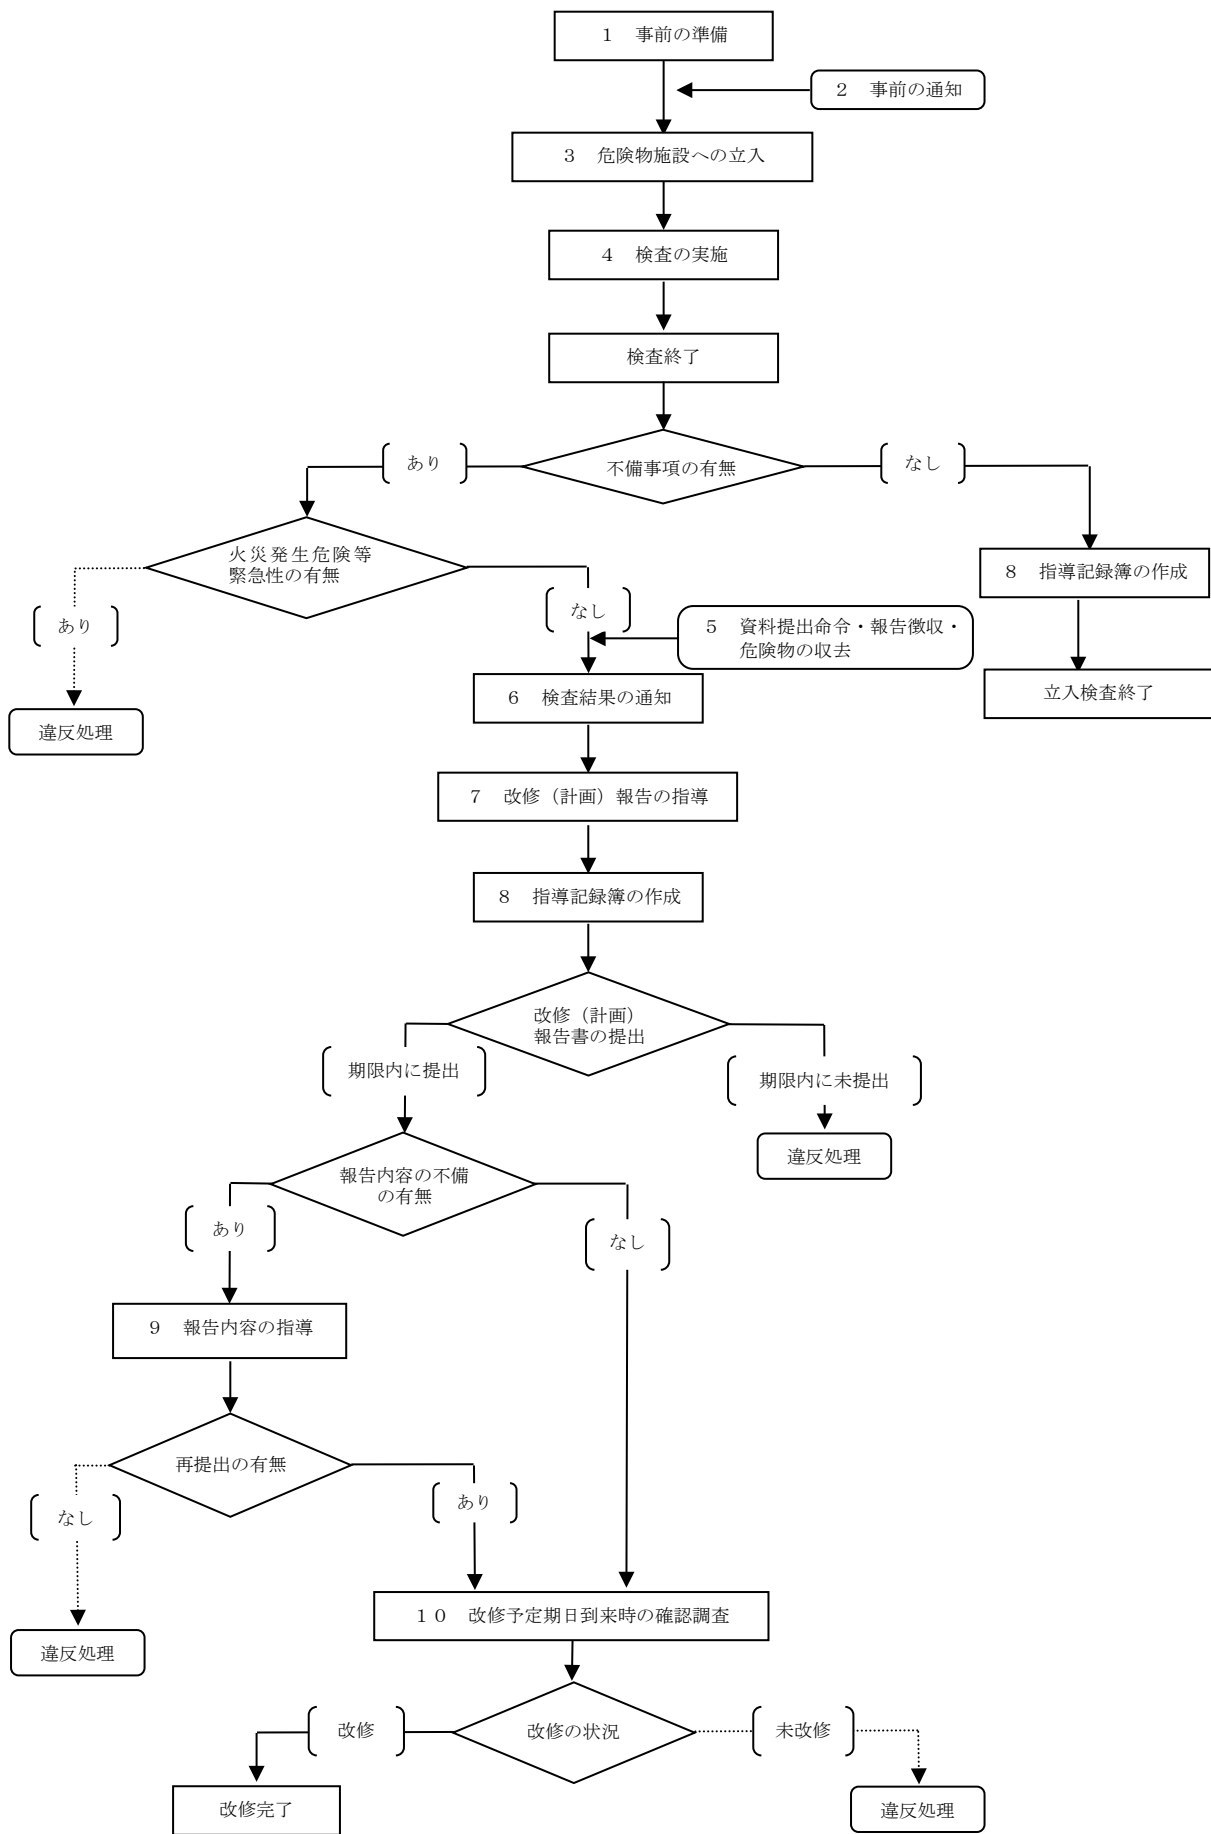 １　事前の準備
２　事前の通知
３　危険物施設への立入
４　検査の実施
検査終了
不備事項の有無
あり
なし
火災発生危険等
緊急性の有無
８　指導記録簿の作成
あり
なし
５　資料提出命令・報告徴収・
危険物の収去
６　検査結果の通知
立入検査終了
違反処理
７　改修（計画）報告の指導
８　指導記録簿の作成
改修（計画）
報告書の提出
期限内に提出
期限内に未提出
違反処理
報告内容の不備
の有無
あり
なし
９　報告内容の指導
再提出の有無
なし
あり
１０　改修予定期日到来時の確認調査
違反処理
改修の状況
改修
未改修
改修完了
違反処理